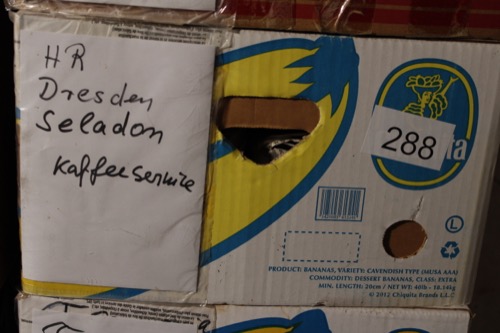 HR
Dresden
Seladon
Kaffeeservice
288
a
L
PRODUCT: BANANAS, VARIETY: CAVENDISH TYPE (MUSA AAA)
COMMODITY: DESSERT BANANAS, CLASS: EXTRA
MIN. LENGTH: 20cm / NET WT: 40lb - 18.14kg
© 2012 Chiquita Brands L.L.C.